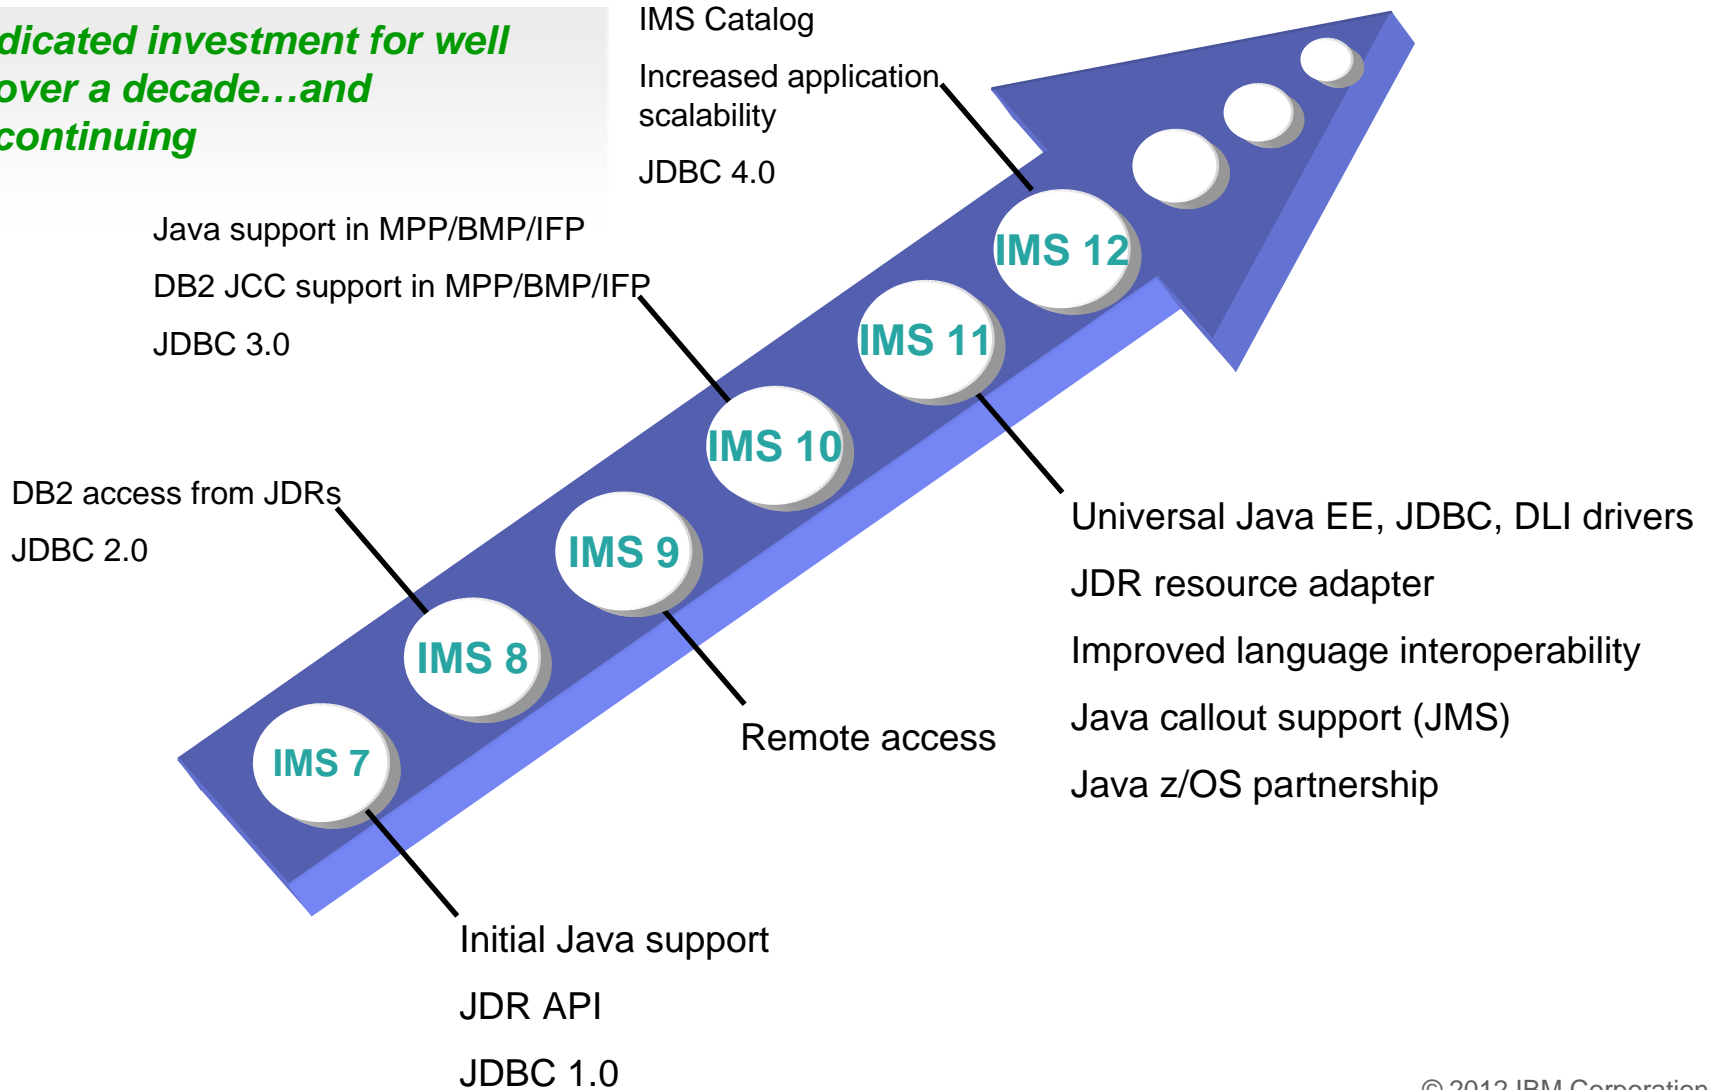 dicated investment for well
over a decade...and
continuing
IMS Catalog
Increased application
scalability
JDBC 4.0
Java support in MPP/BMP/IFP
DB2 JCC support in MPP/BMP/IFP
JDBC 3.0
DB2 access from JDRs
JDBC 2.0
IMS 12
IMS 11
IMS 10
IMS 9
IMS 8
IMS 7
Universal Java EE, JDBC, DLI drivers
JDR resource adapter
Improved language interoperability
Java callout support (JMS)
Java z/OS partnership
Remote access
Initial Java support
JDR API
JDBC 1.0
© 2012 IBM Corporation